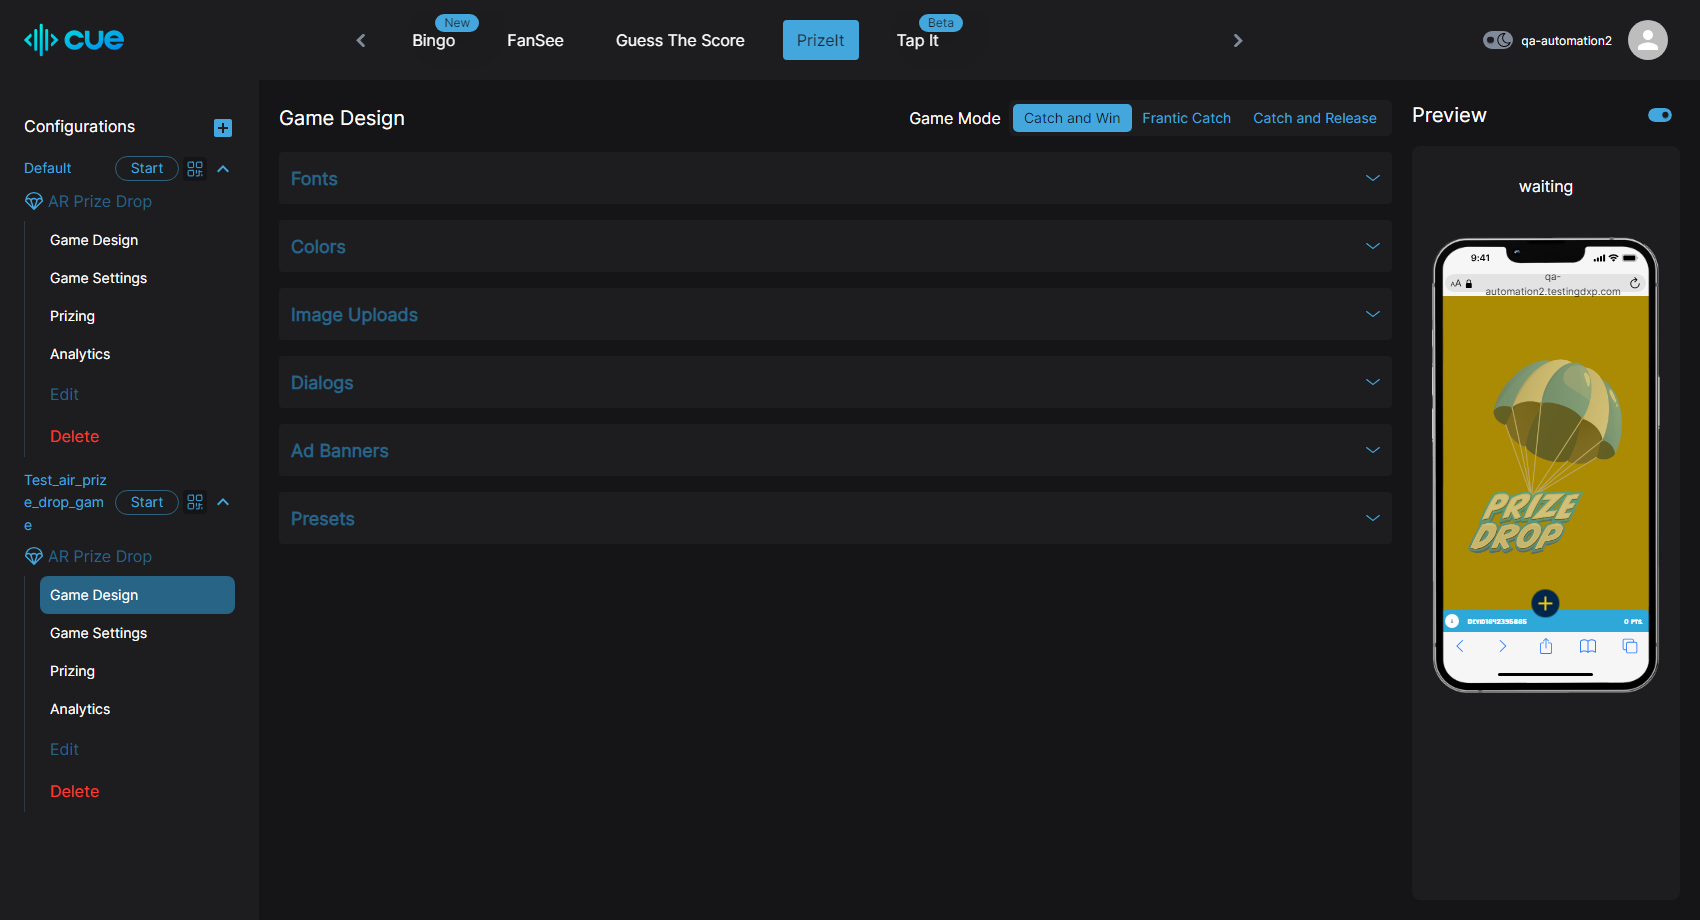 cue
Bingo
New
FanSee
Guess The Score
PrizeIt
Tap It
Beta
qa-automation2
Configurations
Default
Start
AR Prize Drop
Game Design
Game Settings
Prizing
Analytics
Edit
Delete
Test_air_priz
e_drop_gam
e
Start
AR Prize Drop
Game Design
Game Settings
Prizing
Analytics
Edit
Delete
Game Design
Game Mode
Catch and Win
Frantic Catch
Catch and Release
Fonts
Colors
Image Uploads
Dialogs
Ad Banners
Presets
Preview
waiting
9:41
AA
qa-
automation2.testingdxp.com
PRIZE
DROP
0 PTS.